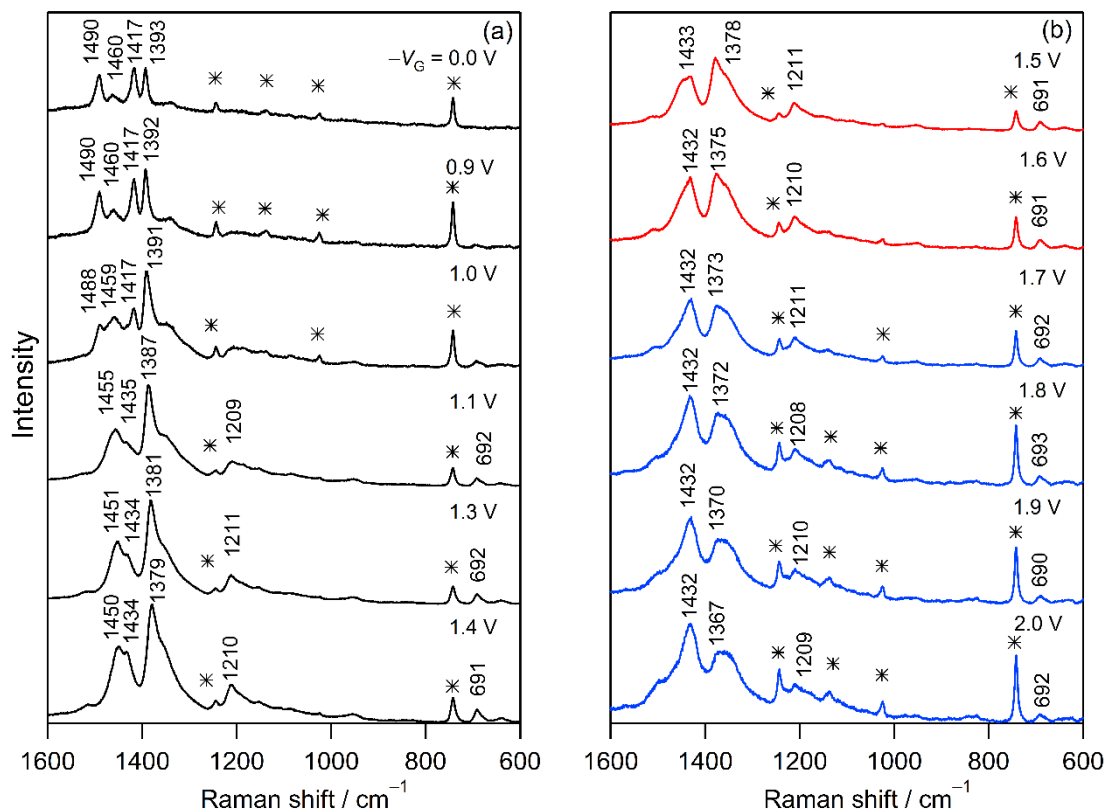 (a)
1490 1460 1417 1393
–VG = 0.0 V
* * * *
1490 1460 1417 1392
0.9 V
* * * *
1488 1459 1417 1391
1.0 V
* * *
1455 1435 1387
1.1 V
* 1209 * 692
1451 1434 1381
1.3 V
* 1211 * 692
1450 1434 1379
1.4 V
* 1210 * 691
Intensity
1600 1400 1200 1000 800 600
Raman shift / cm–1
(b)
1433 1378
1.5 V
* 1211 * 691
1432 1375
1.6 V
* 1210 * 691
1432 1373
1.7 V
* 1211 * * 692
1432 1372
1.8 V
* 1208 * * * 693
1432 1370
1.9 V
* 1210 * * * 690
1432 1367
2.0 V
* 1209 * * * 692
1600 1400 1200 1000 800 600
Raman shift / cm–1